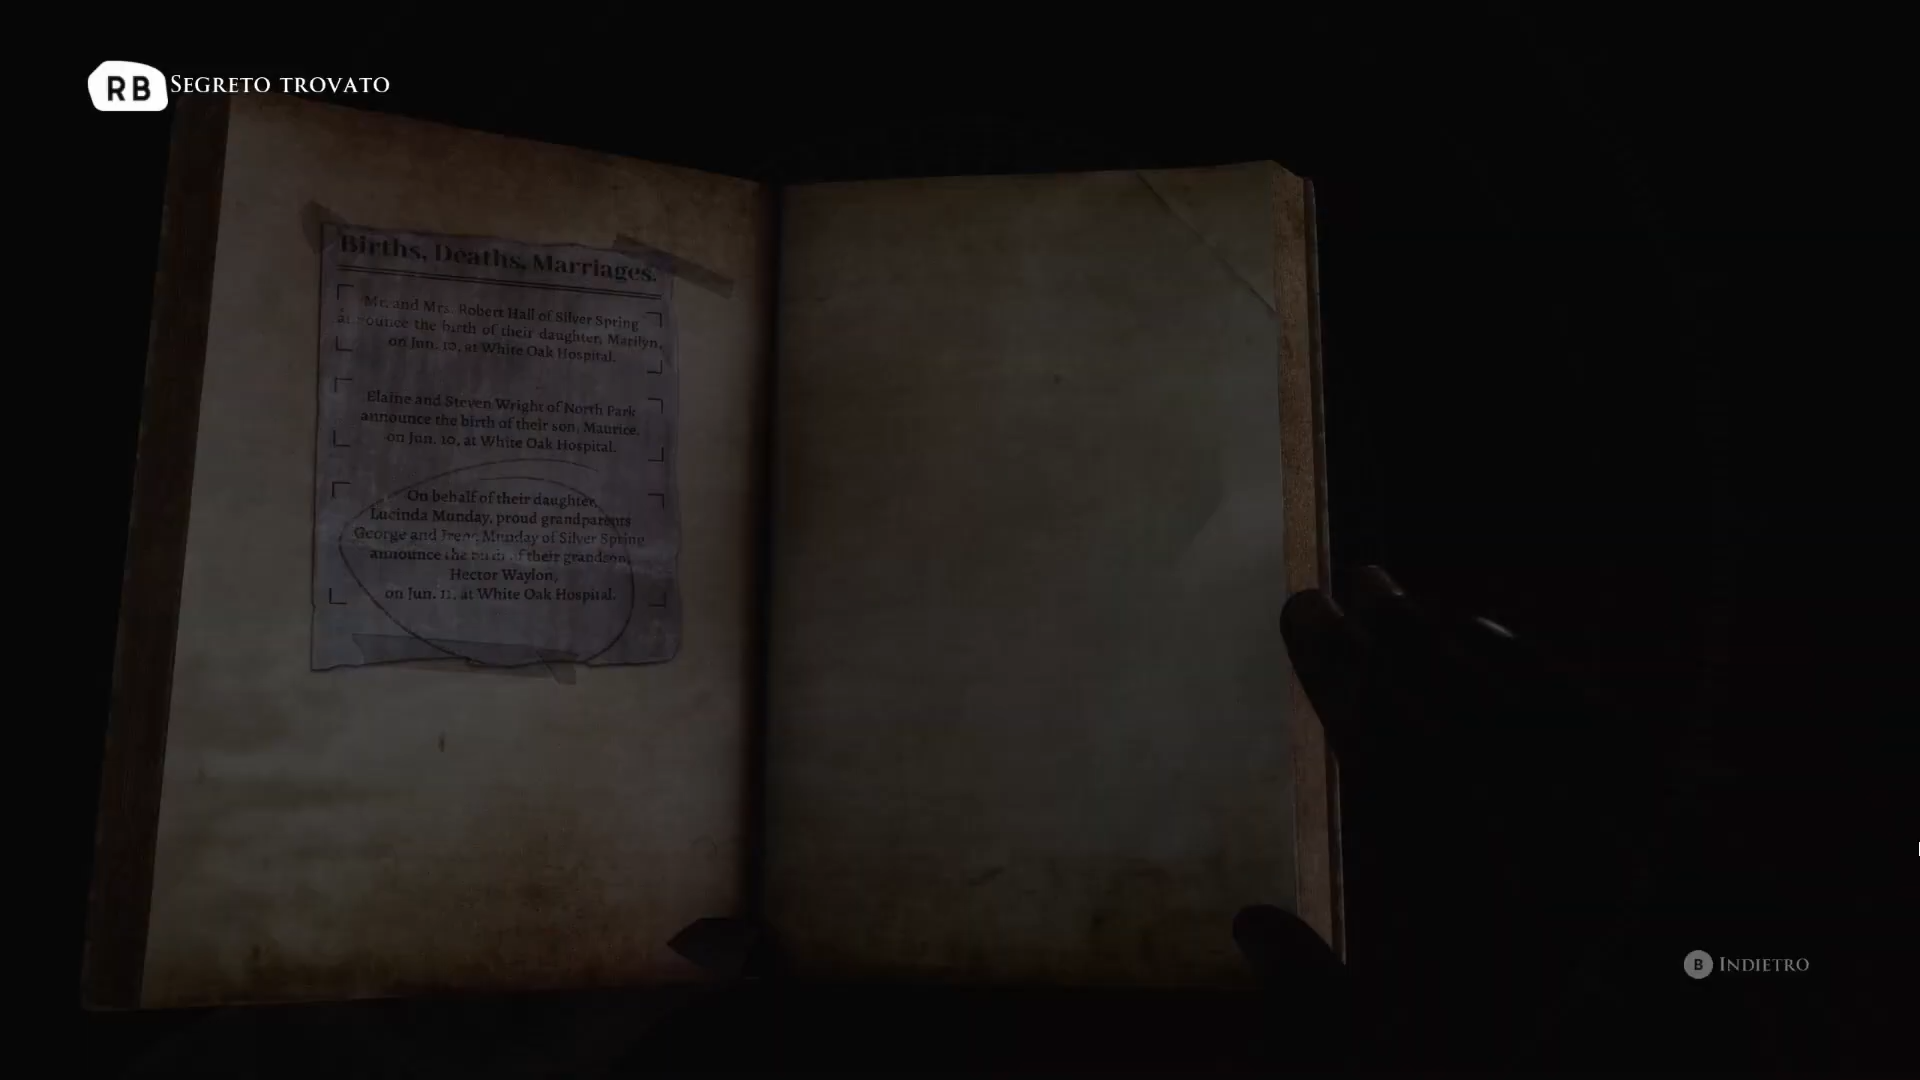 RB Segreto trovato
Births, Deaths, Marriages.
Mr. and Mrs. Robert Hall of Silver Spring
announce the birth of their daughter, Marilyn,
on Jun. 10, at White Oak Hospital.
Elaine and Steven Wright of North Park
announce the birth of their son, Maurice,
on Jun. 10, at White Oak Hospital.
On behalf of their daughter,
Lucinda Munday, proud grandparents
George and Irene Munday of Silver Spring
announce the birth of their grandson,
Hector Waylon,
on Jun. 11, at White Oak Hospital.
B Indietro